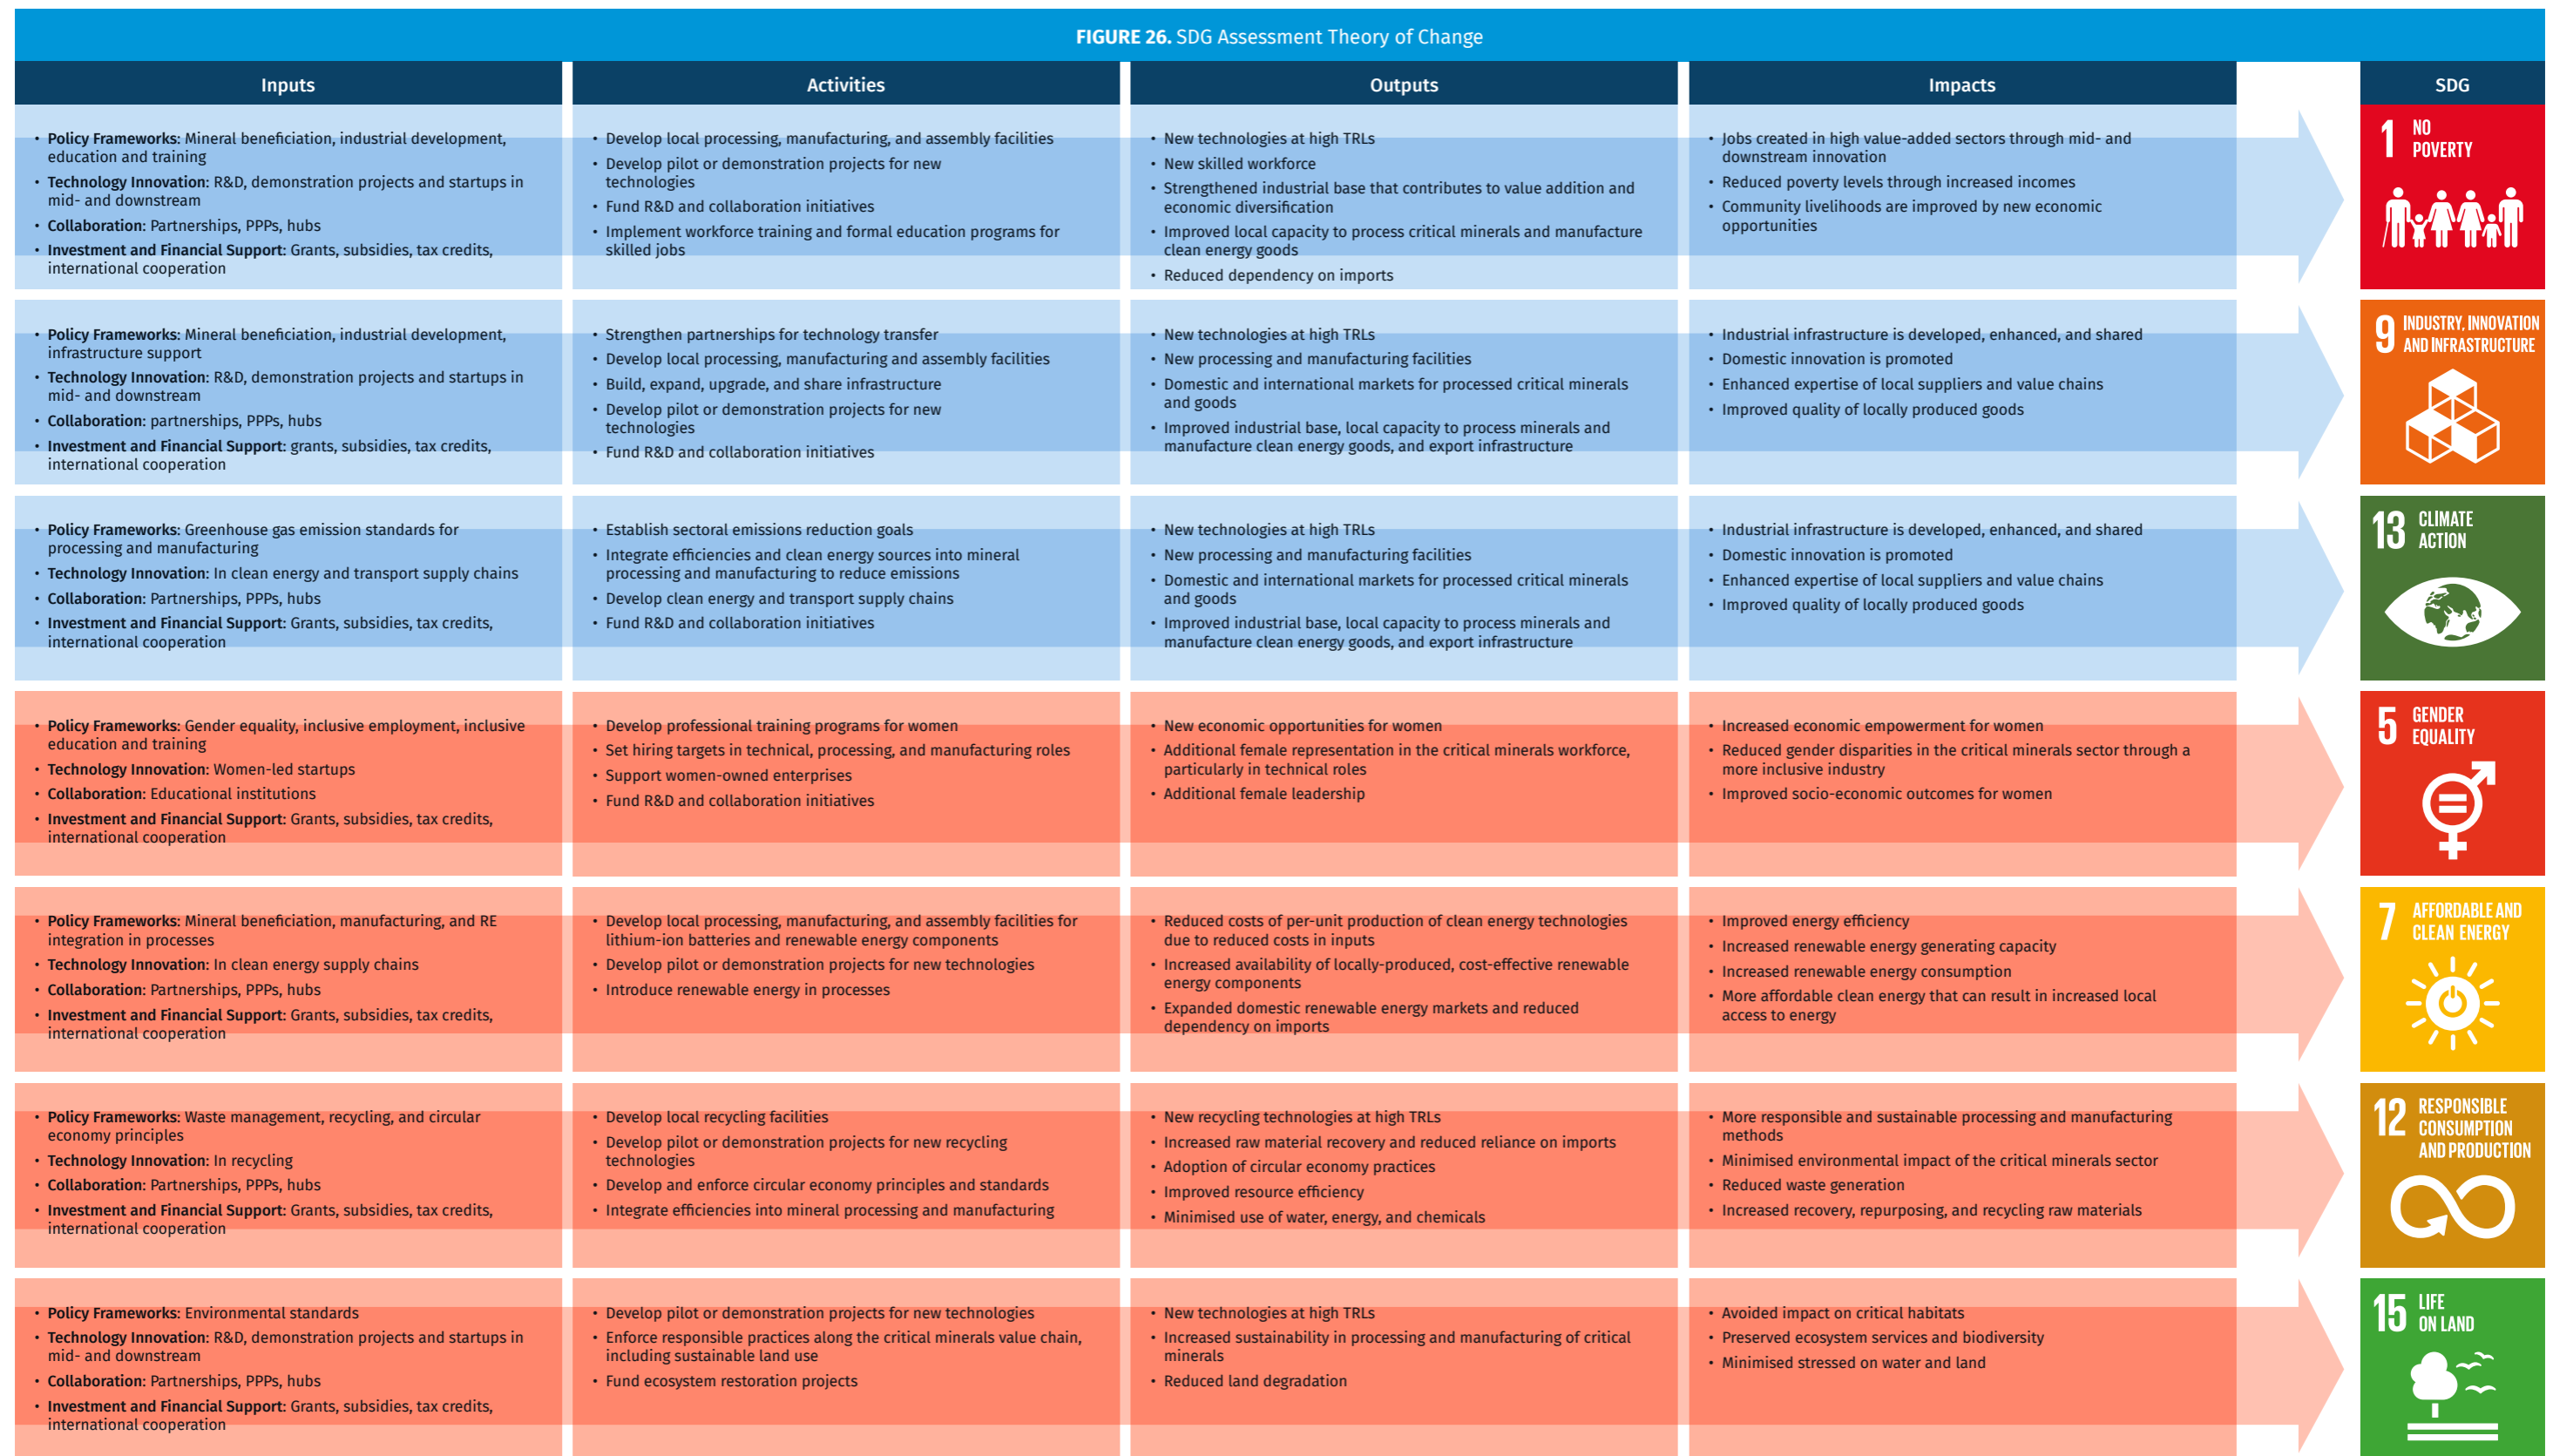 FIGURE 26. SDG Assessment Theory of Change
Inputs
Activities
Outputs
Impacts
SDG
• Policy Frameworks: Mineral beneficiation, industrial development,
education and training
• Technology Innovation: R&D, demonstration projects and startups in
mid- and downstream
• Collaboration: Partnerships, PPPs, hubs
• Investment and Financial Support: Grants, subsidies, tax credits,
international cooperation
• Develop local processing, manufacturing, and assembly facilities
• Develop pilot or demonstration projects for new
technologies
• Fund R&D and collaboration initiatives
• Implement workforce training and formal education programs for
skilled jobs
• New technologies at high TRLs
• New skilled workforce
• Strengthened industrial base that contributes to value addition and
economic diversification
• Improved local capacity to process critical minerals and manufacture
clean energy goods
• Reduced dependency on imports
• Jobs created in high value-added sectors through mid- and
downstream innovation
• Reduced poverty levels through increased incomes
• Community livelihoods are improved by new economic
opportunities
1 NO
POVERTY
• Policy Frameworks: Mineral beneficiation, industrial development,
infrastructure support
• Technology Innovation: R&D, demonstration projects and startups in
mid- and downstream
• Collaboration: partnerships, PPPs, hubs
• Investment and Financial Support: grants, subsidies, tax credits,
international cooperation
• Strengthen partnerships for technology transfer
• Develop local processing, manufacturing and assembly facilities
• Build, expand, upgrade, and share infrastructure
• Develop pilot or demonstration projects for new
technologies
• Fund R&D and collaboration initiatives
• New technologies at high TRLs
• New processing and manufacturing facilities
• Domestic and international markets for processed critical minerals
and goods
• Improved industrial base, local capacity to process minerals and
manufacture clean energy goods, and export infrastructure
• Industrial infrastructure is developed, enhanced, and shared
• Domestic innovation is promoted
• Enhanced expertise of local suppliers and value chains
• Improved quality of locally produced goods
9 INDUSTRY, INNOVATION
AND INFRASTRUCTURE
• Policy Frameworks: Greenhouse gas emission standards for
processing and manufacturing
• Technology Innovation: In clean energy and transport supply chains
• Collaboration: Partnerships, PPPs, hubs
• Investment and Financial Support: Grants, subsidies, tax credits,
international cooperation
• Establish sectoral emissions reduction goals
• Integrate efficiencies and clean energy sources into mineral
processing and manufacturing to reduce emissions
• Develop clean energy and transport supply chains
• Fund R&D and collaboration initiatives
• New technologies at high TRLs
• New processing and manufacturing facilities
• Domestic and international markets for processed critical minerals
and goods
• Improved industrial base, local capacity to process minerals and
manufacture clean energy goods, and export infrastructure
• Industrial infrastructure is developed, enhanced, and shared
• Domestic innovation is promoted
• Enhanced expertise of local suppliers and value chains
• Improved quality of locally produced goods
13 CLIMATE
ACTION
• Policy Frameworks: Gender equality, inclusive employment, inclusive
education and training
• Technology Innovation: Women-led startups
• Collaboration: Educational institutions
• Investment and Financial Support: Grants, subsidies, tax credits,
international cooperation
• Develop professional training programs for women
• Set hiring targets in technical, processing, and manufacturing roles
• Support women-owned enterprises
• Fund R&D and collaboration initiatives
• New economic opportunities for women
• Additional female representation in the critical minerals workforce,
particularly in technical roles
• Additional female leadership
• Increased economic empowerment for women
• Reduced gender disparities in the critical minerals sector through a
more inclusive industry
• Improved socio-economic outcomes for women
5 GENDER
EQUALITY
• Policy Frameworks: Mineral beneficiation, manufacturing, and RE
integration in processes
• Technology Innovation: In clean energy supply chains
• Collaboration: Partnerships, PPPs, hubs
• Investment and Financial Support: Grants, subsidies, tax credits,
international cooperation
• Develop local processing, manufacturing, and assembly facilities for
lithium-ion batteries and renewable energy components
• Develop pilot or demonstration projects for new technologies
• Introduce renewable energy in processes
• Reduced costs of per-unit production of clean energy technologies
due to reduced costs in inputs
• Increased availability of locally-produced, cost-effective renewable
energy components
• Expanded domestic renewable energy markets and reduced
dependency on imports
• Improved energy efficiency
• Increased renewable energy generating capacity
• Increased renewable energy consumption
• More affordable clean energy that can result in increased local
access to energy
7 AFFORDABLE AND
CLEAN ENERGY
• Policy Frameworks: Waste management, recycling, and circular
economy principles
• Technology Innovation: In recycling
• Collaboration: Partnerships, PPPs, hubs
• Investment and Financial Support: Grants, subsidies, tax credits,
international cooperation
• Develop local recycling facilities
• Develop pilot or demonstration projects for new recycling
technologies
• Develop and enforce circular economy principles and standards
• Integrate efficiencies into mineral processing and manufacturing
• New recycling technologies at high TRLs
• Increased raw material recovery and reduced reliance on imports
• Adoption of circular economy practices
• Improved resource efficiency
• Minimised use of water, energy, and chemicals
• More responsible and sustainable processing and manufacturing
methods
• Minimised environmental impact of the critical minerals sector
• Reduced waste generation
• Increased recovery, repurposing, and recycling raw materials
12 RESPONSIBLE
CONSUMPTION
AND PRODUCTION
• Policy Frameworks: Environmental standards
• Technology Innovation: R&D, demonstration projects and startups in
mid- and downstream
• Collaboration: Partnerships, PPPs, hubs
• Investment and Financial Support: Grants, subsidies, tax credits,
international cooperation
• Develop pilot or demonstration projects for new technologies
• Enforce responsible practices along the critical minerals value chain,
including sustainable land use
• Fund ecosystem restoration projects
• New technologies at high TRLs
• Increased sustainability in processing and manufacturing of critical
minerals
• Reduced land degradation
• Avoided impact on critical habitats
• Preserved ecosystem services and biodiversity
• Minimised stressed on water and land
15 LIFE
ON LAND